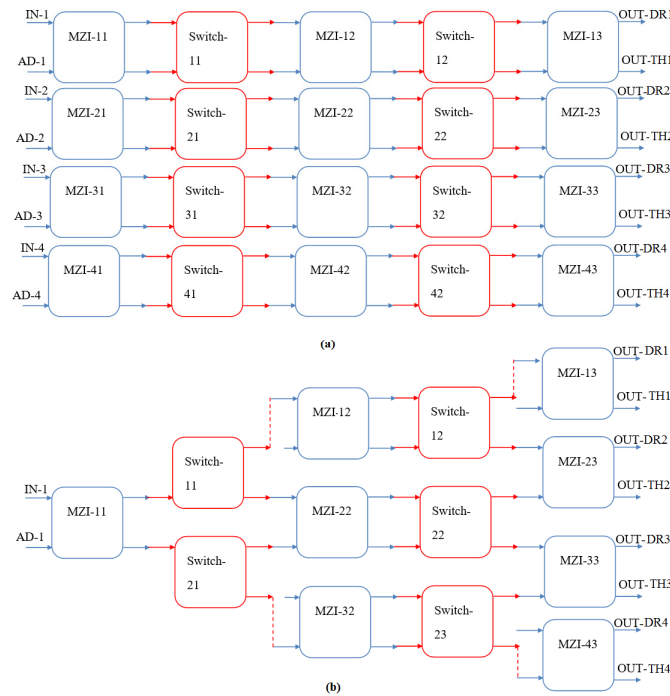 IN-1 MZI-11 Switch-11 MZI-12 Switch-12 MZI-13 OUT-DR1
AD-1 OUT-TH1
IN-2 MZI-21 Switch-21 MZI-22 Switch-22 MZI-23 OUT-DR2
AD-2 OUT-TH2
IN-3 MZI-31 Switch-31 MZI-32 Switch-32 MZI-33 OUT-DR3
AD-3 OUT-TH3
IN-4 MZI-41 Switch-41 MZI-42 Switch-42 MZI-43 OUT-DR4
AD-4 OUT-TH4
(a)
IN-1
AD-1
MZI-11
Switch-11
Switch-21
MZI-12
MZI-22
MZI-32
Switch-12
Switch-22
Switch-23
MZI-13
OUT-DR1
OUT-TH1
MZI-23
OUT-DR2
OUT-TH2
MZI-33
OUT-DR3
OUT-TH3
MZI-43
OUT-DR4
OUT-TH4
(b)